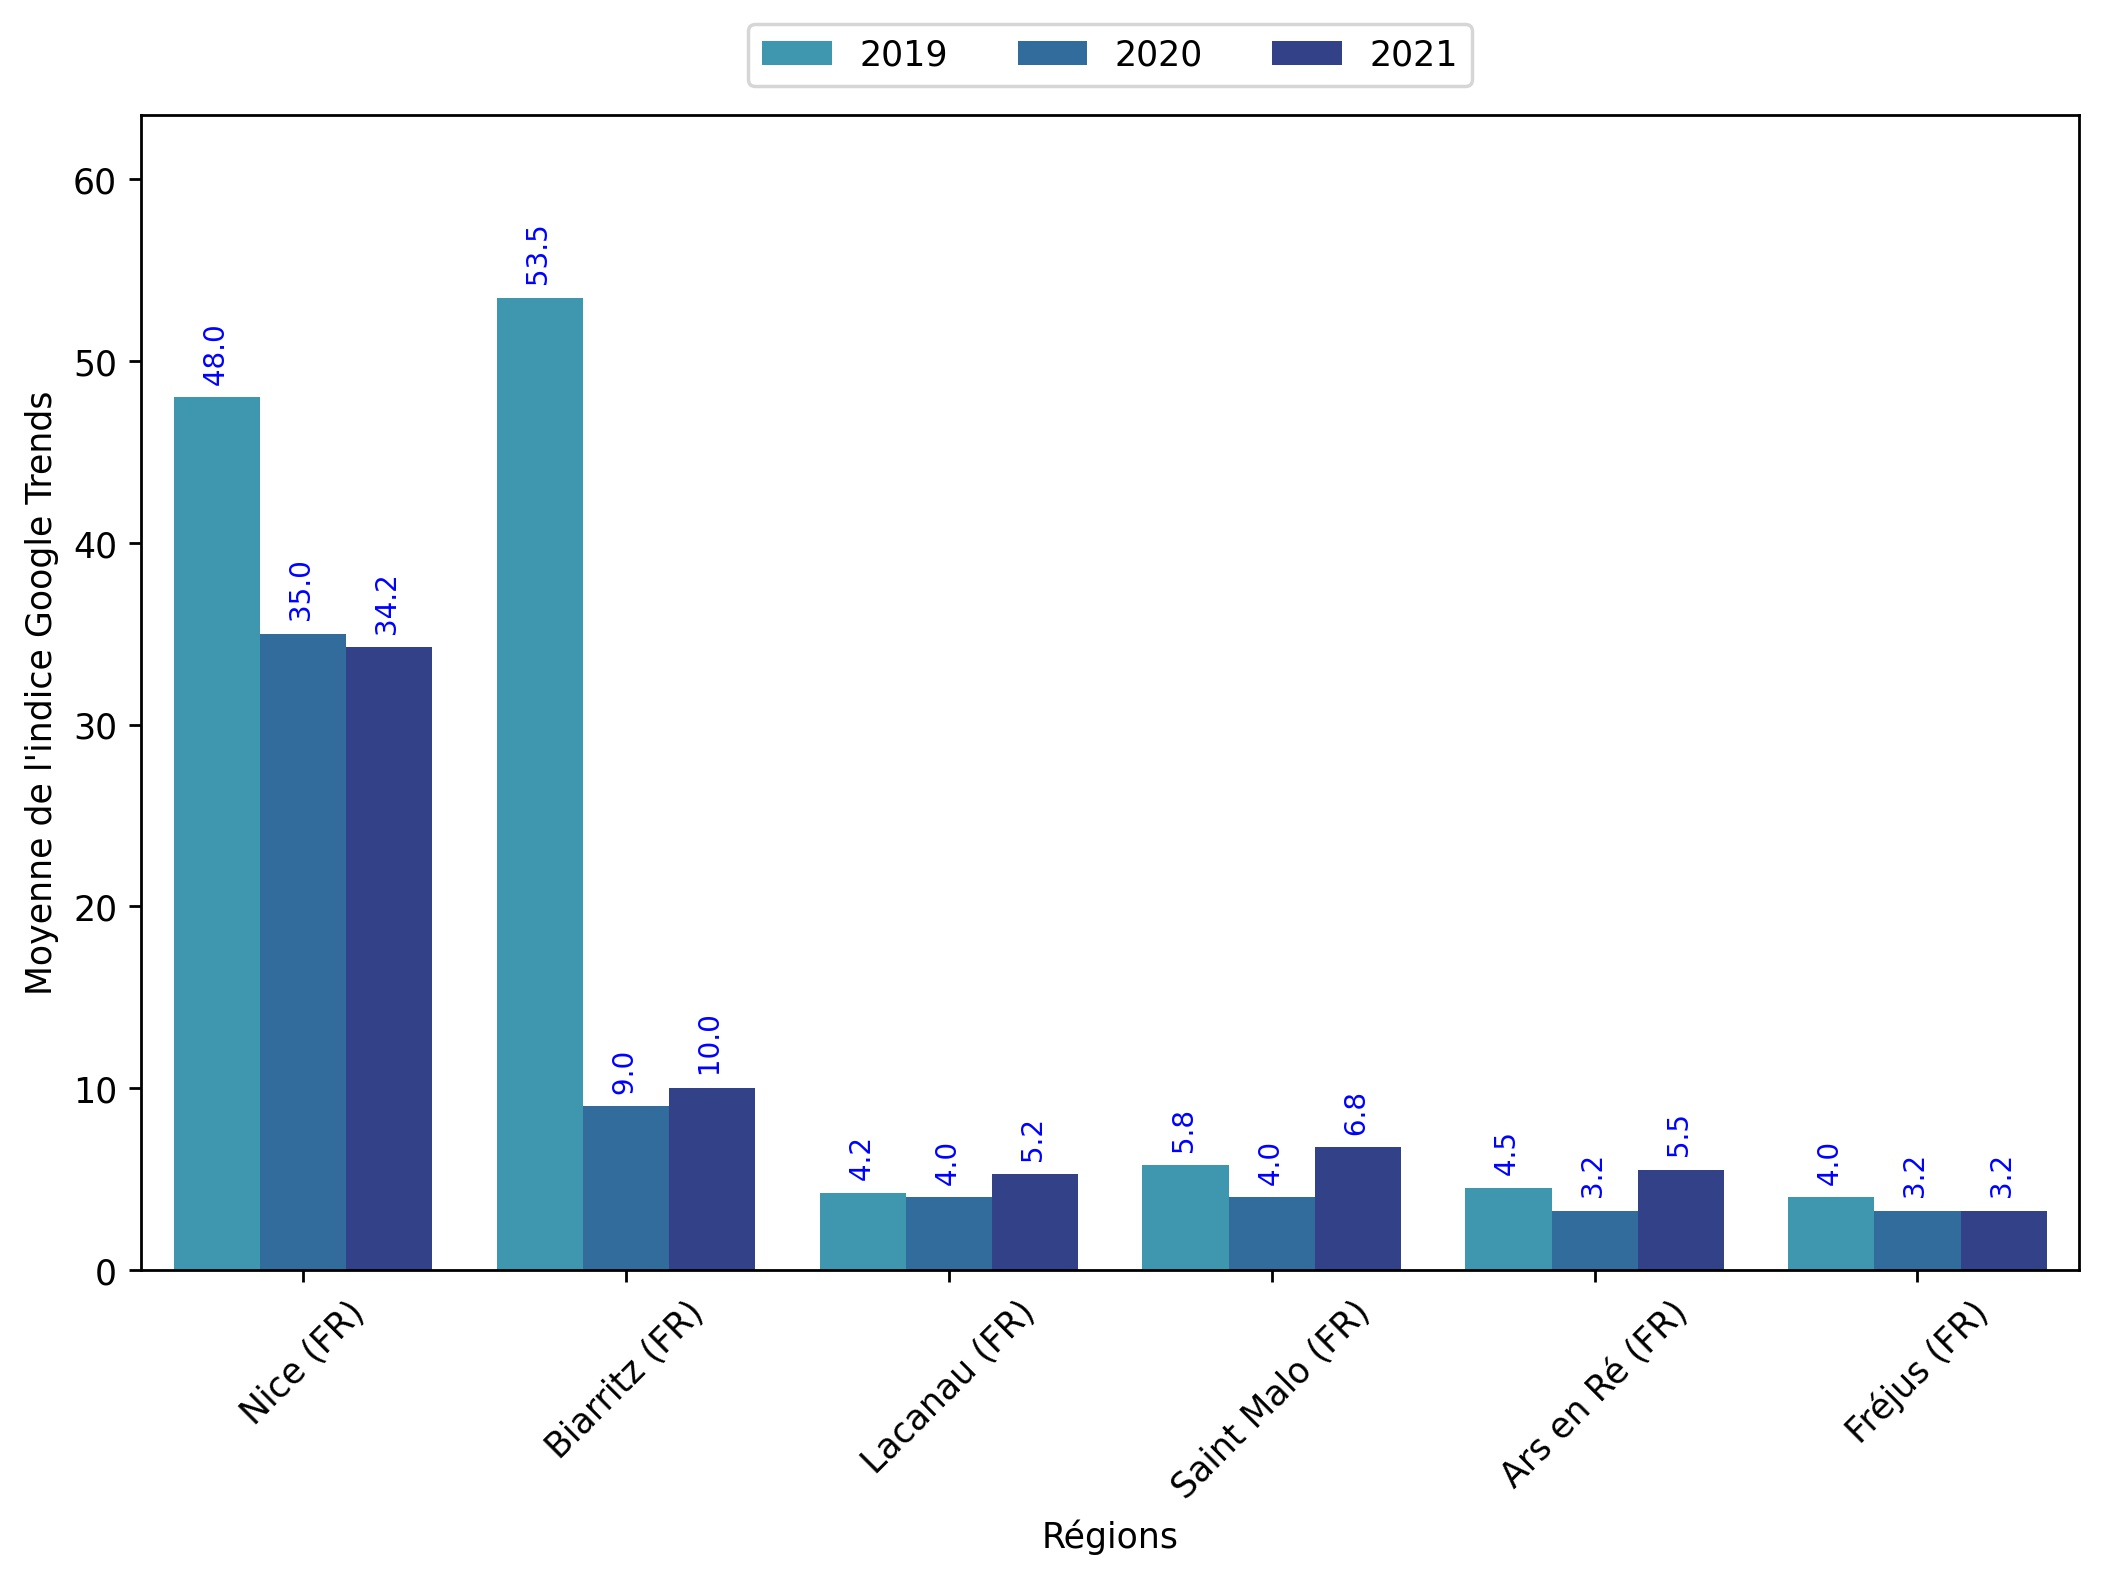 2019 2020 2021
Moyenne de l'indice Google Trends
60
50
40
30
20
10
0
48.0 35.0 34.2
53.5 9.0 10.0
4.2 4.0 5.2
5.8 4.0 6.8
4.5 3.2 5.5
4.0 3.2 3.2
Nice (FR)
Biarritz (FR)
Lacanau (FR)
Saint Malo (FR)
Ars en Ré (FR)
Fréjus (FR)
Régions